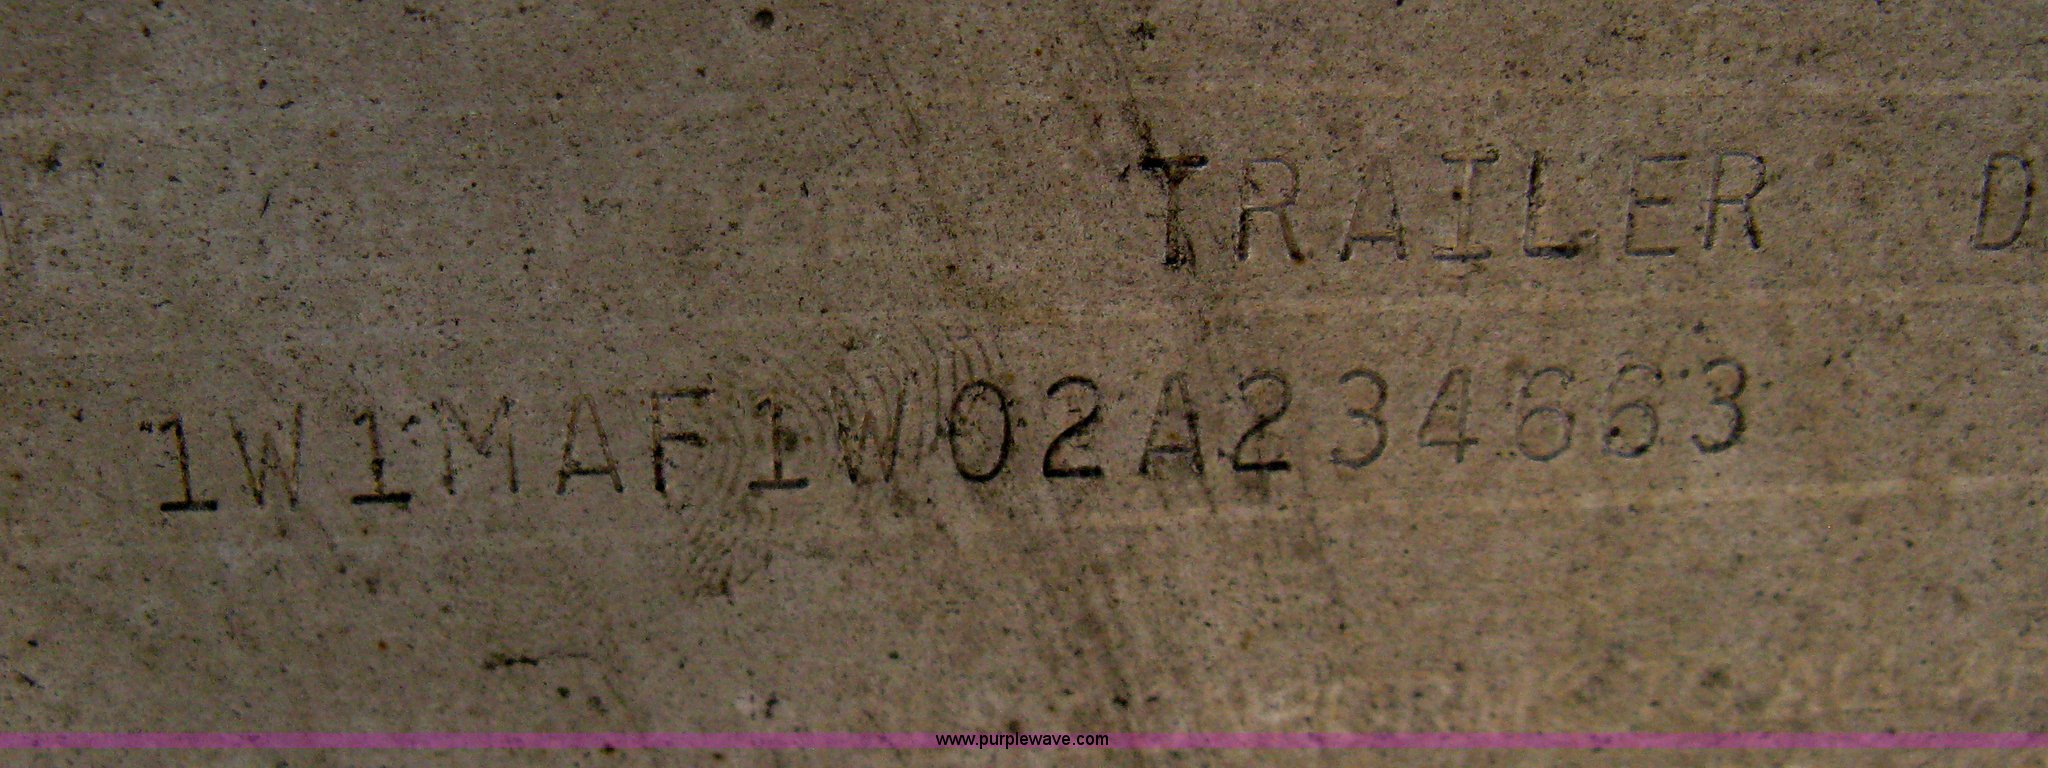 TRAILER D
1W1MAF1W02A234663
www.purplewave.com